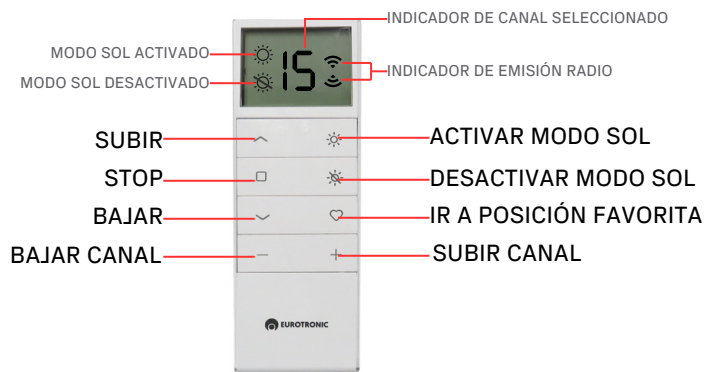 INDICADOR DE CANAL SELECCIONADO
MODO SOL ACTIVADO
15
INDICADOR DE EMISIÓN RADIO
MODO SOL DESACTIVADO
SUBIR
ACTIVAR MODO SOL
STOP
DESACTIVAR MODO SOL
BAJAR
IR A POSICIÓN FAVORITA
BAJAR CANAL
SUBIR CANAL
EUROTRONIC